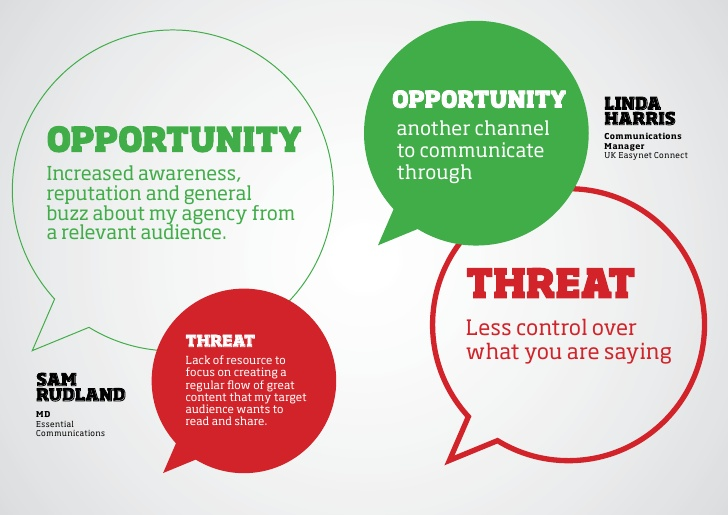 OPPORTUNITY
Increased awareness,
reputation and general
buzz about my agency from
a relevant audience.
THREAT
Lack of resource to
focus on creating a
regular flow of great
content that my target
audience wants to
read and share.
SAM
RUDLAND
MD
Essential
Communications
OPPORTUNITY
another channel
to communicate
through
LINDA
HARRIS
Communications
Manager
UK Easynet Connect
THREAT
Less control over
what you are saying